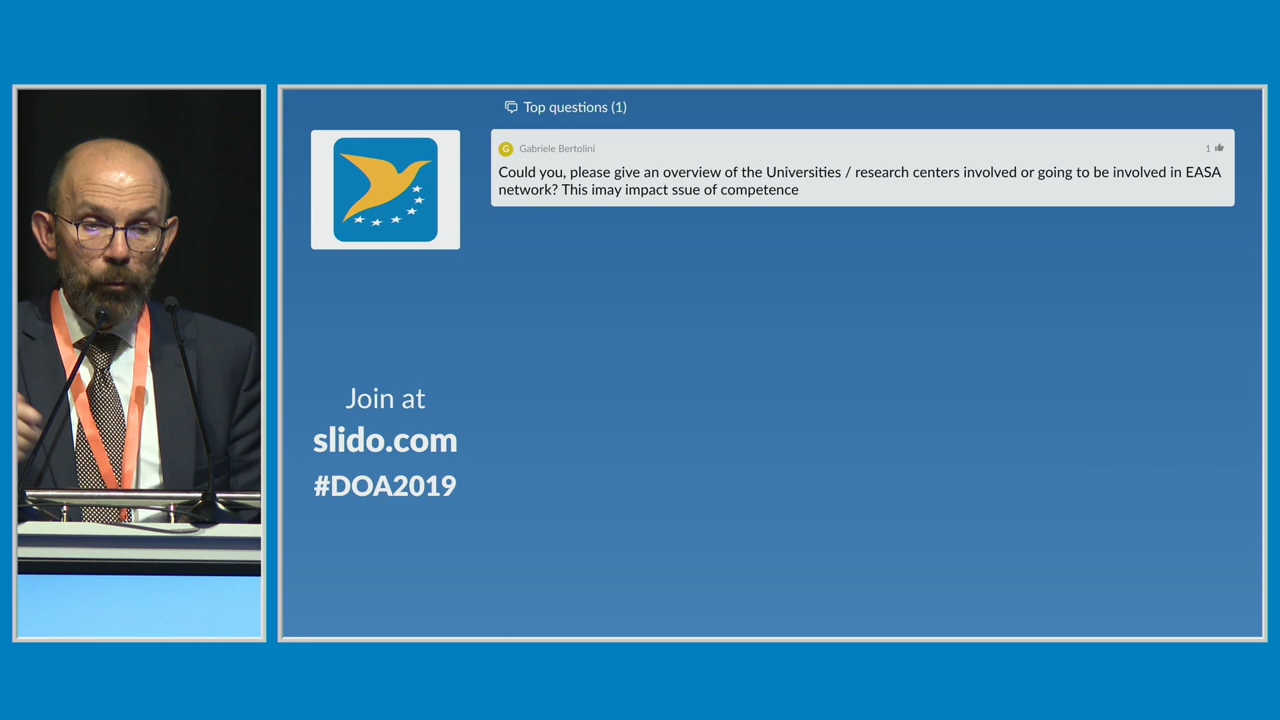 Top questions (1)
G Gabriele Bertolini 1
Could you, please give an overview of the Universities / research centers involved or going to be involved in EASA
network? This imay impact ssue of competence
Join at
slido.com
#DOA2019